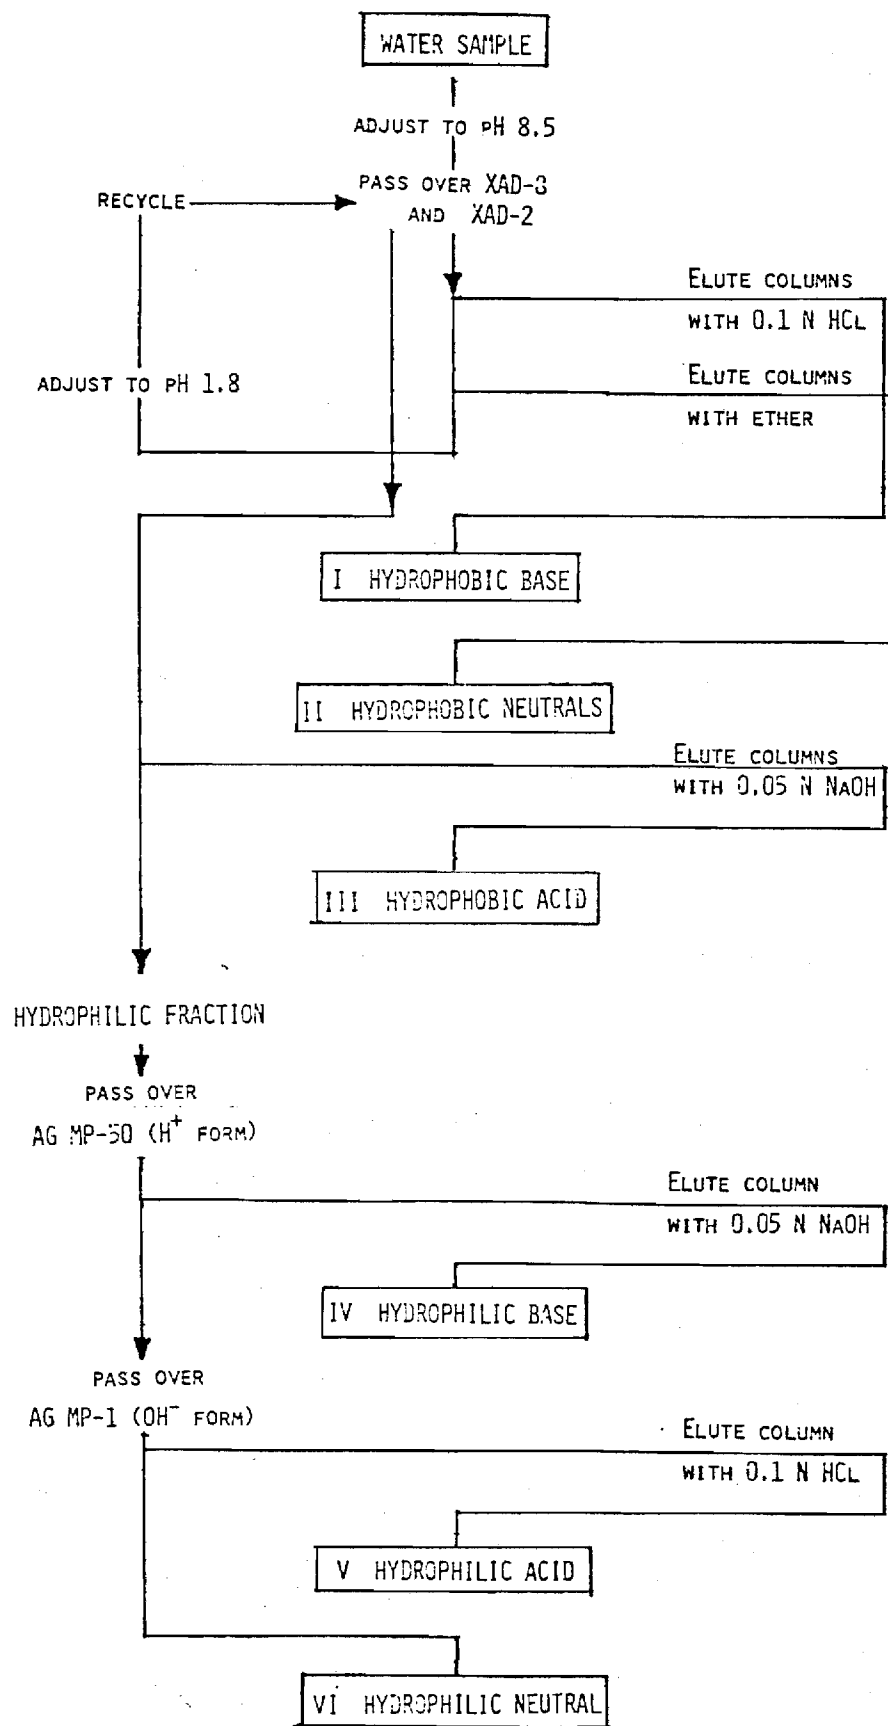 WATER SAMPLE
ADJUST TO PH 8.5
RECYCLE
PASS OVER XAD-8
AND XAD-2
ELUTE COLUMNS
WITH 0.1 N HCL
ADJUST TO PH 1.8
ELUTE COLUMNS
WITH ETHER
I HYDROPHOBIC BASE
II HYDROPHOBIC NEUTRALS
ELUTE COLUMNS
WITH 0.05 N NAOH
III HYDROPHOBIC ACID
HYDROPHILIC FRACTION
PASS OVER
AG MP-50 (H⁺ FORM)
ELUTE COLUMN
WITH 0.05 N NAOH
IV HYDROPHILIC BASE
PASS OVER
AG MP-1 (OH⁻ FORM)
ELUTE COLUMN
WITH 0.1 N HCL
V HYDROPHILIC ACID
VI HYDROPHILIC NEUTRAL